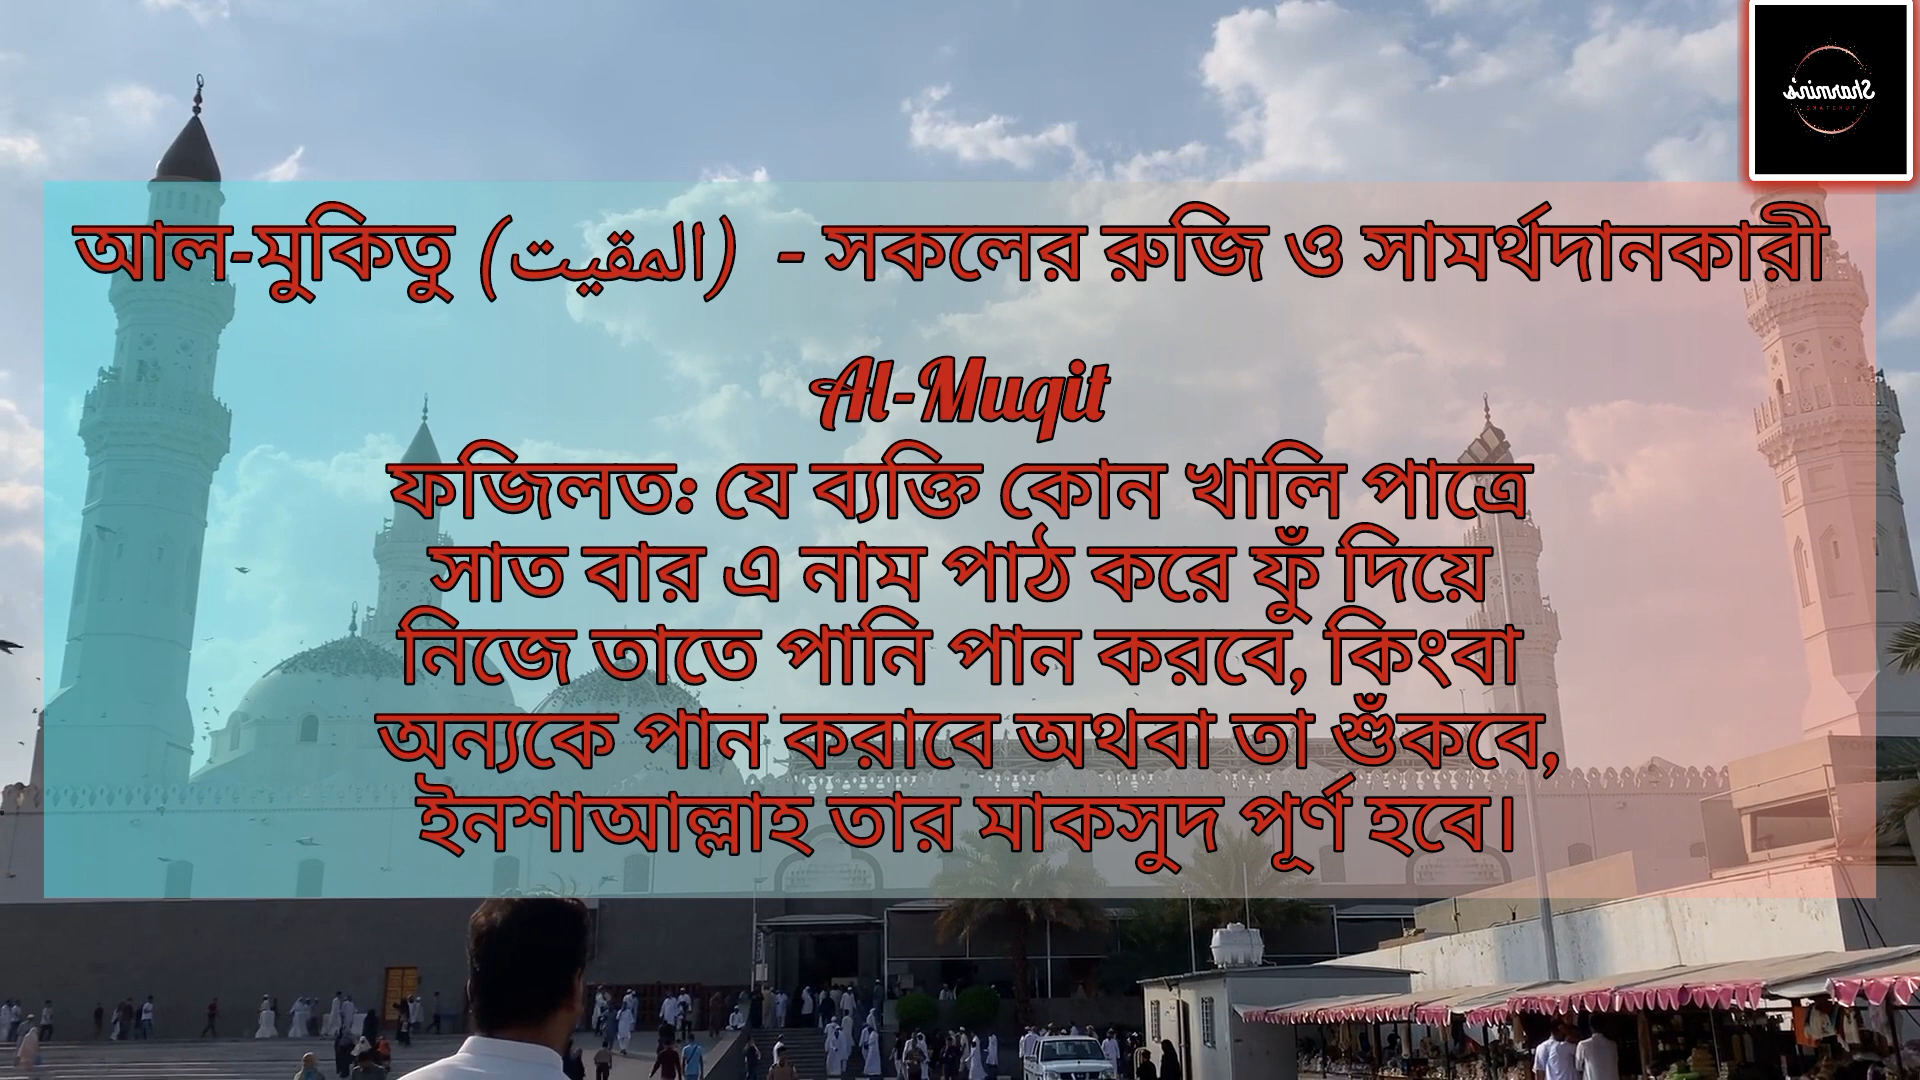 আল-মুকিতু (المقيت) - সকলের রুজি ও সামর্থদানকারী
Al-Muqit
ফজিলত: যে ব্যক্তি কোন খালি পাত্রে
সাত বার এ নাম পাঠ করে ফুঁ দিয়ে
নিজে তাতে পানি পান করবে, কিংবা
অন্যকে পান করাবে অথবা তা শুঁকবে,
ইনশাআল্লাহ তার মাকসুদ পূর্ণ হবে।
Sharmin's